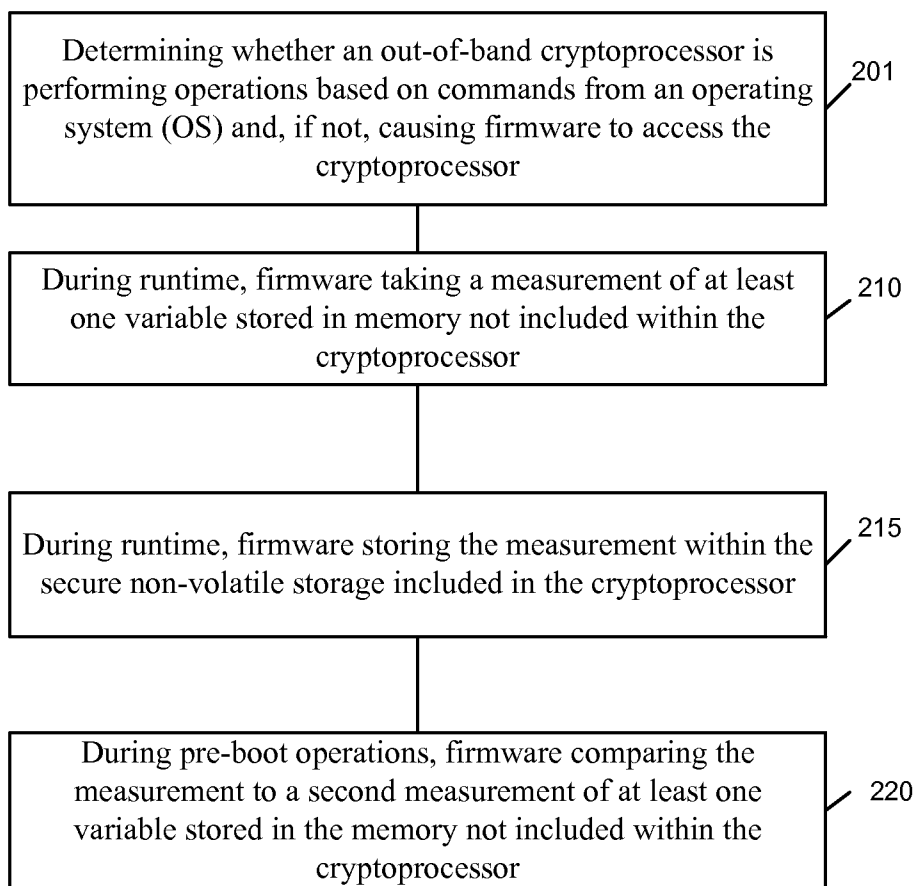 Determining whether an out-of-band cryptoprocessor is
performing operations based on commands from an operating
system (OS) and, if not, causing firmware to access the
cryptoprocessor
201
During runtime, firmware taking a measurement of at least
one variable stored in memory not included within the
cryptoprocessor
210
During runtime, firmware storing the measurement within the
secure non-volatile storage included in the cryptoprocessor
215
During pre-boot operations, firmware comparing the
measurement to a second measurement of at least one
variable stored in the memory not included within the
cryptoprocessor
220